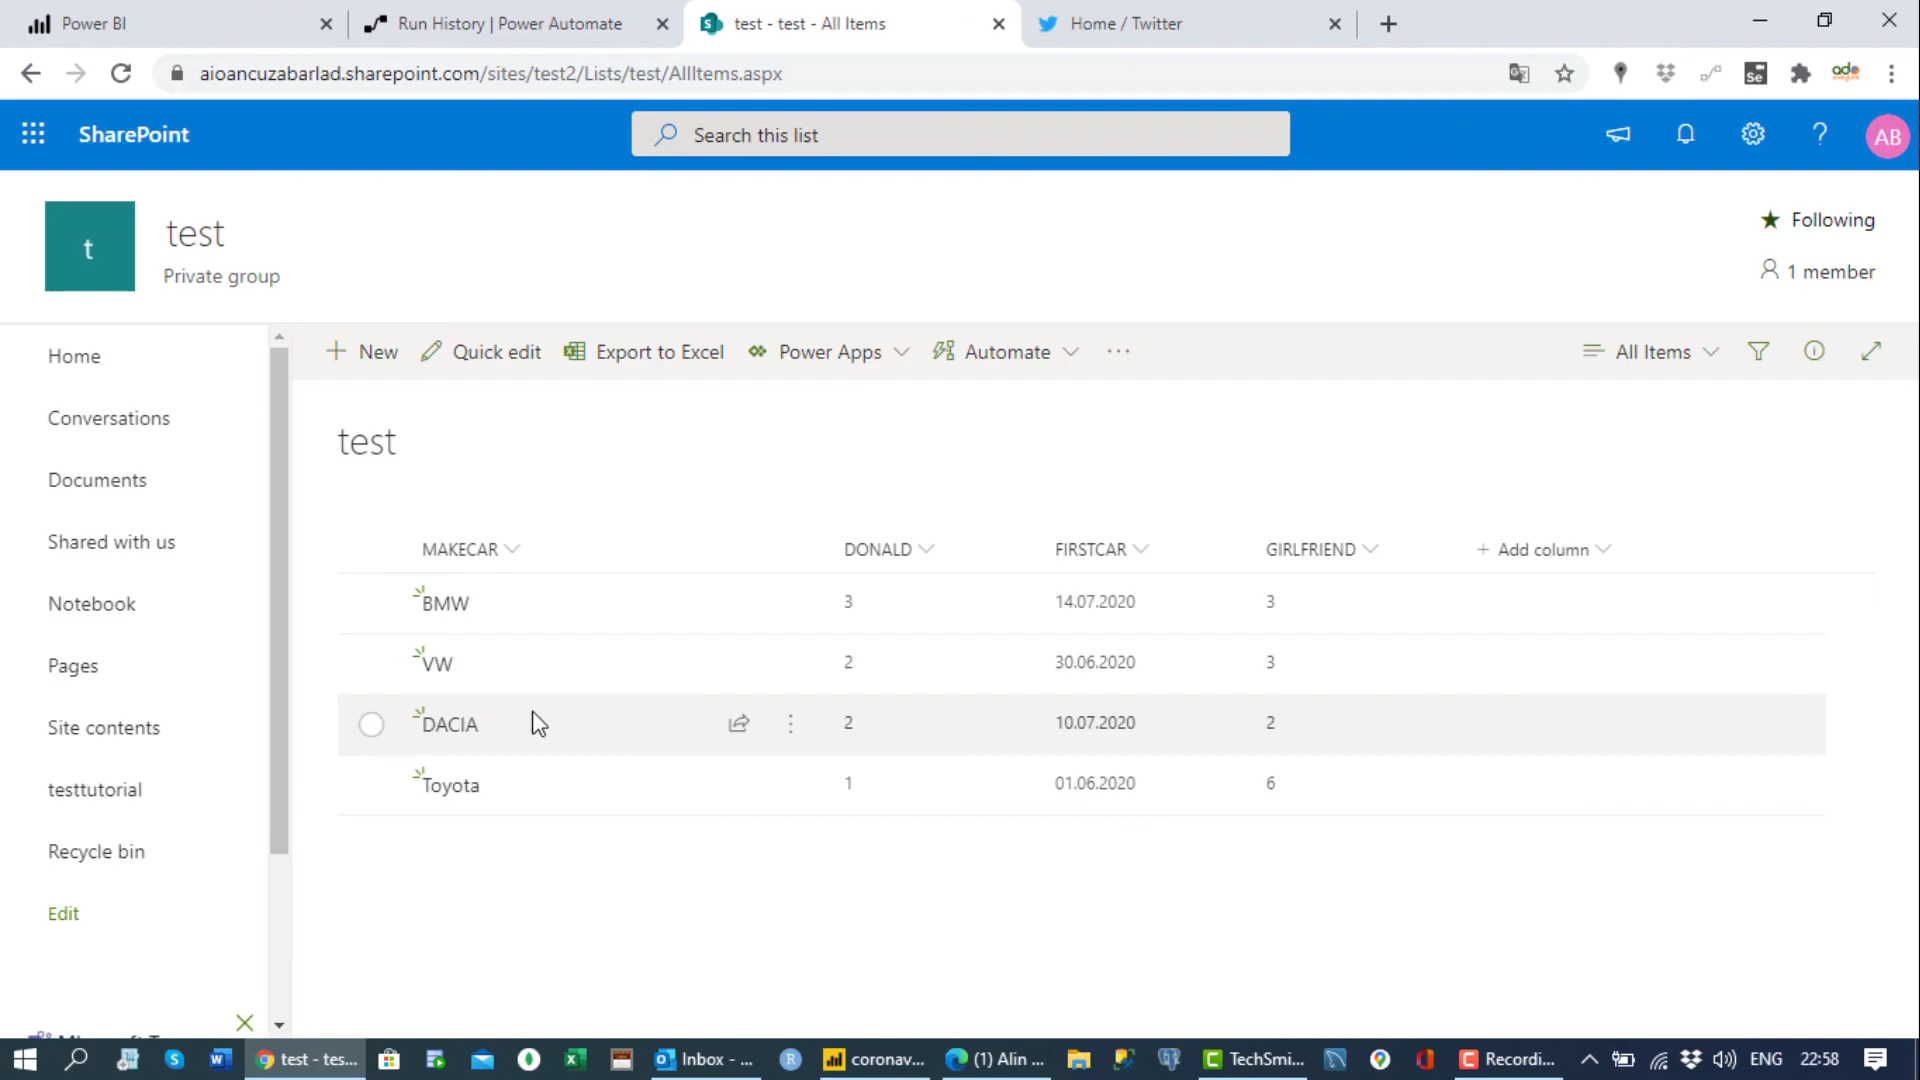 Power BI
Run History | Power Automate
test - test - All Items
Home / Twitter
aioancuzabarlad.sharepoint.com/sites/test2/Lists/test/AllItems.aspx
Se
ado
SharePoint
Search this list
AB
t
test
Private group
Following
1 member
Home
Conversations
Documents
Shared with us
Notebook
Pages
Site contents
testtutorial
Recycle bin
Edit
New
Quick edit
Export to Excel
Power Apps
Automate
All Items
test
MAKECAR DONALD FIRSTCAR GIRLFRIEND + Add column
BMW 3 14.07.2020 3
VW 2 30.06.2020 3
DACIA 2 10.07.2020 2
Toyota 1 01.06.2020 6
test - tes...
Inbox - ...
coronav...
(1) Alin ...
TechSmi...
Recordi...
ENG
22:58